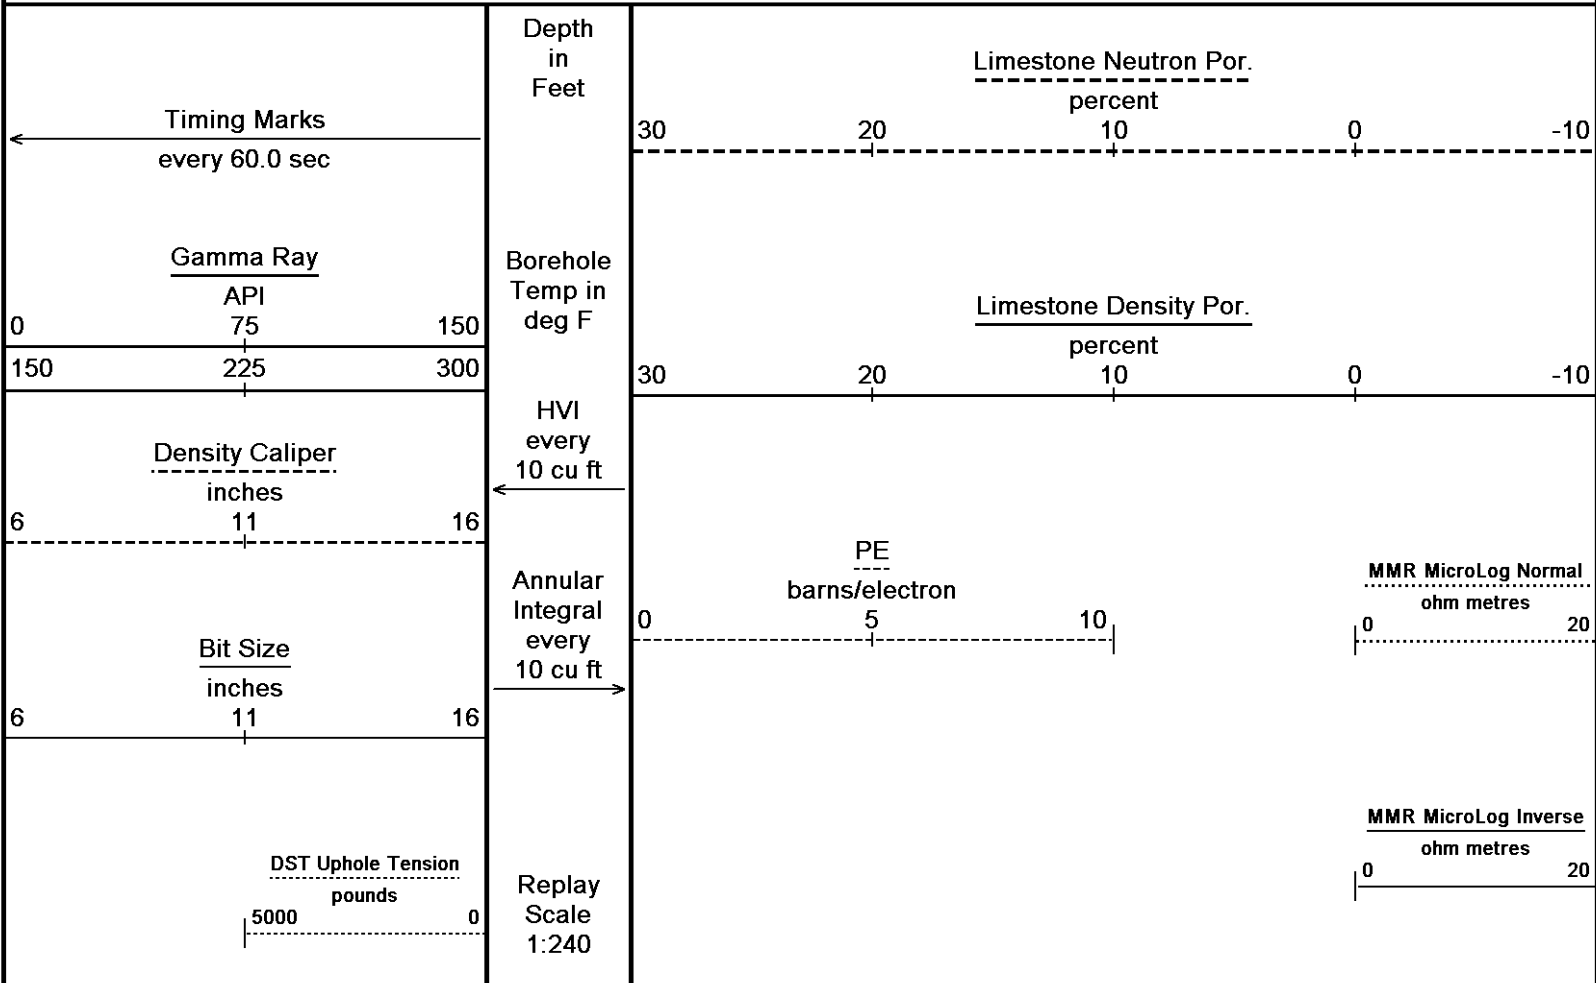 Timing Marks
every 60.0 sec
Gamma Ray
API
0 75 150
150 225 300
Density Caliper
inches
6 11 16
Bit Size
inches
6 11 16
DST Uphole Tension
pounds
5000 0
Depth
in
Feet
Borehole
Temp in
deg F
HVI
every
10 cu ft
Annular
Integral
every
10 cu ft
Replay
Scale
1:240
Limestone Neutron Por.
percent
30 20 10 0 -10
Limestone Density Por.
percent
30 20 10 0 -10
PE
barns/electron
0 5 10
MMR MicroLog Normal
ohm metres
0 20
MMR MicroLog Inverse
ohm metres
0 20